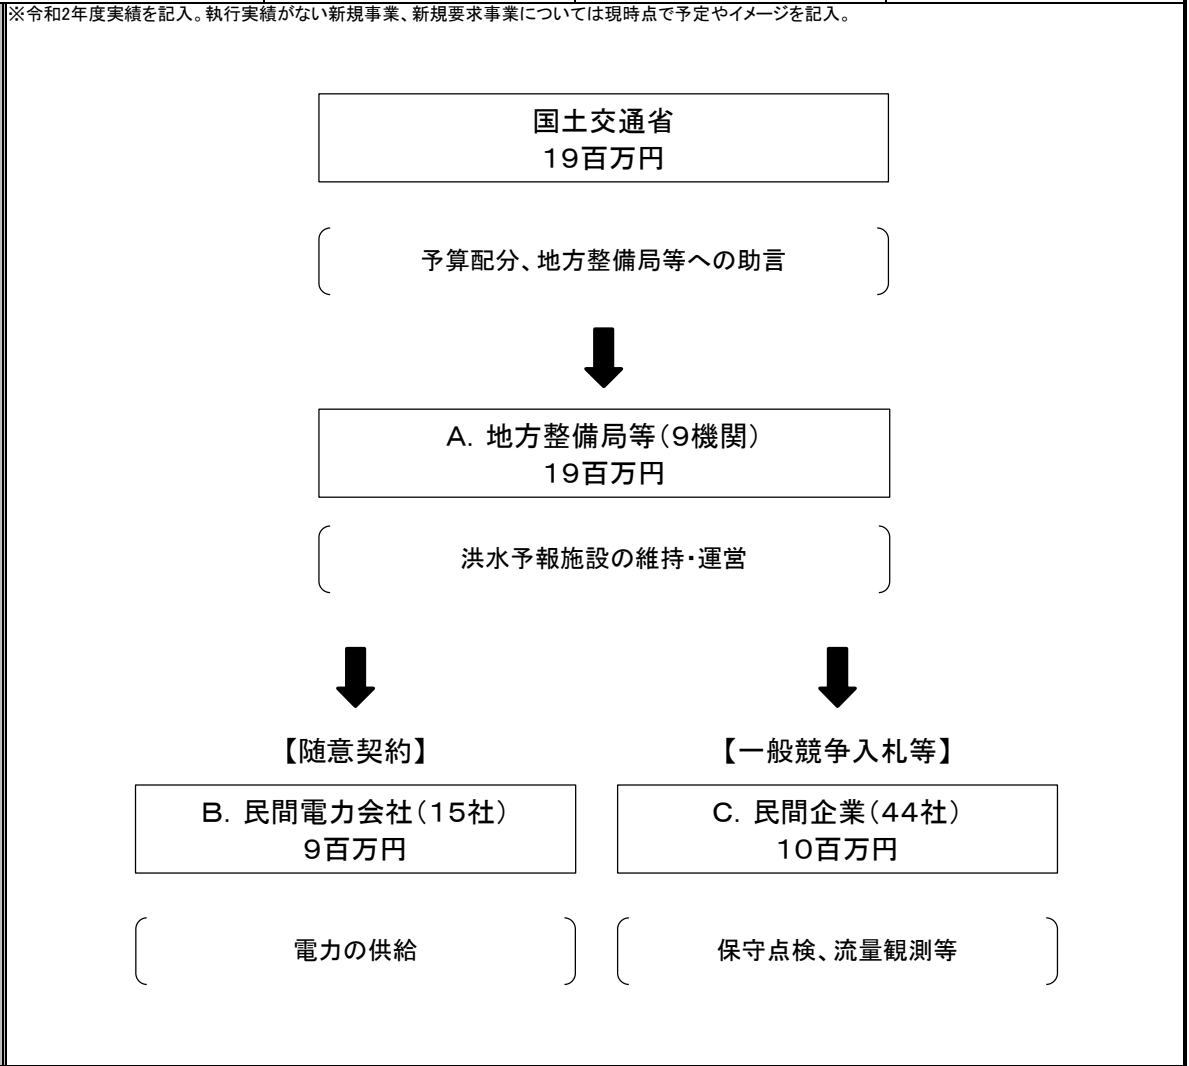 ※令和2年度実績を記入。執行実績がない新規事業、新規要求事業については現時点で予定やイメージを記入。
国土交通省
19百万円
予算配分、地方整備局等への助言
A. 地方整備局等(9機関)
19百万円
洪水予報施設の維持・運営
【随意契約】
【一般競争入札等】
B. 民間電力会社(15社)
9百万円
C. 民間企業(44社)
10百万円
電力の供給
保守点検、流量観測等